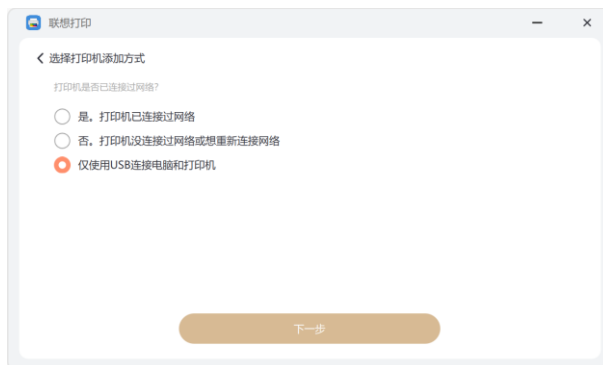 联想打印
选择打印机添加方式
打印机是否已连接过网络?
是，打印机已连接过网络
否，打印机没连接过网络或想重新连接网络
仅使用USB连接电脑和打印机
下一步